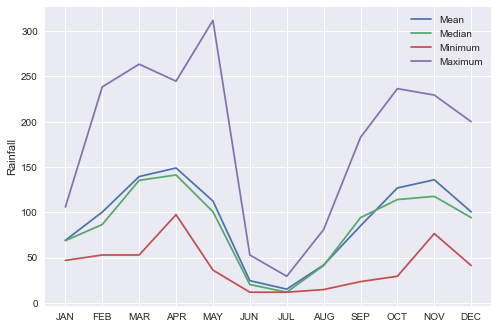 Mean
Median
Minimum
Maximum
300
250
200
150
100
50
0
Rainfall
JAN FEB MAR APR MAY JUN JUL AUG SEP OCT NOV DEC